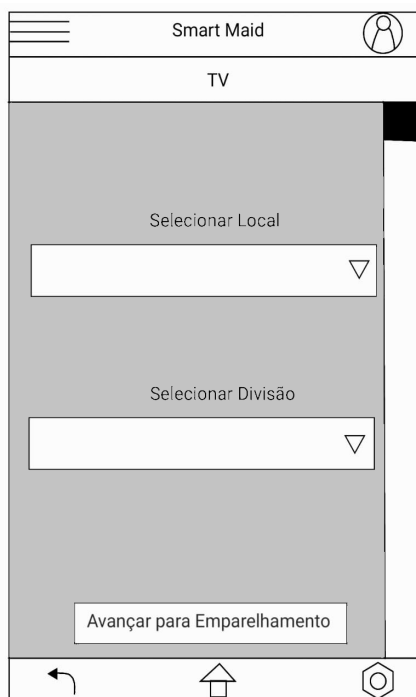 Smart Maid
TV
Selecionar Local
Selecionar Divisão
Avançar para Emparelhamento